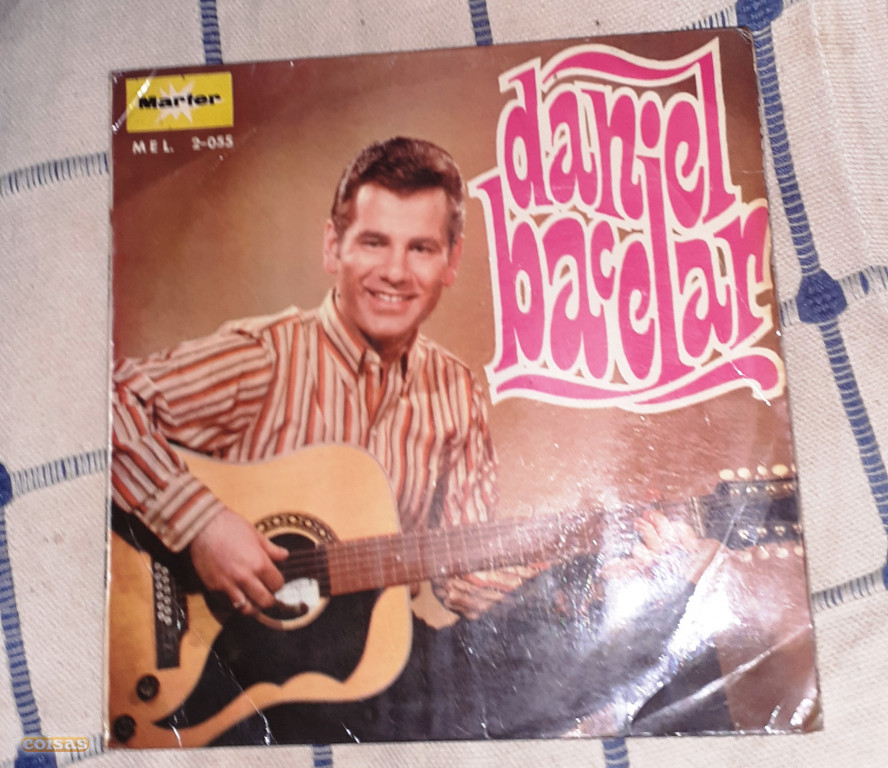 Marfer
MEL. 2-055
daniel
bacelar
coisas